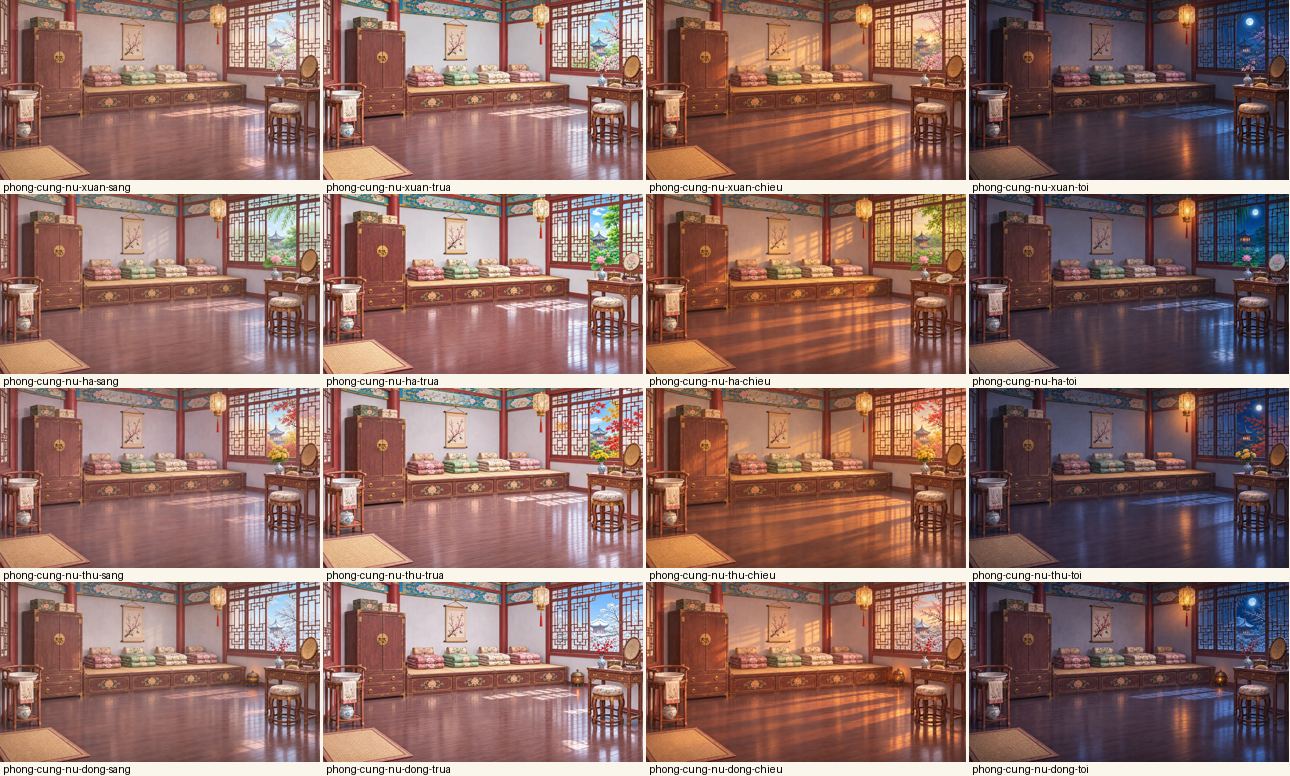 phong-cung-nu-xuan-sang
phong-cung-nu-xuan-trua
phong-cung-nu-xuan-chieu
phong-cung-nu-xuan-toi
phong-cung-nu-ha-sang
phong-cung-nu-ha-trua
phong-cung-nu-ha-chieu
phong-cung-nu-ha-toi
phong-cung-nu-thu-sang
phong-cung-nu-thu-trua
phong-cung-nu-thu-chieu
phong-cung-nu-thu-toi
phong-cung-nu-dong-sang
phong-cung-nu-dong-trua
phong-cung-nu-dong-chieu
phong-cung-nu-dong-toi